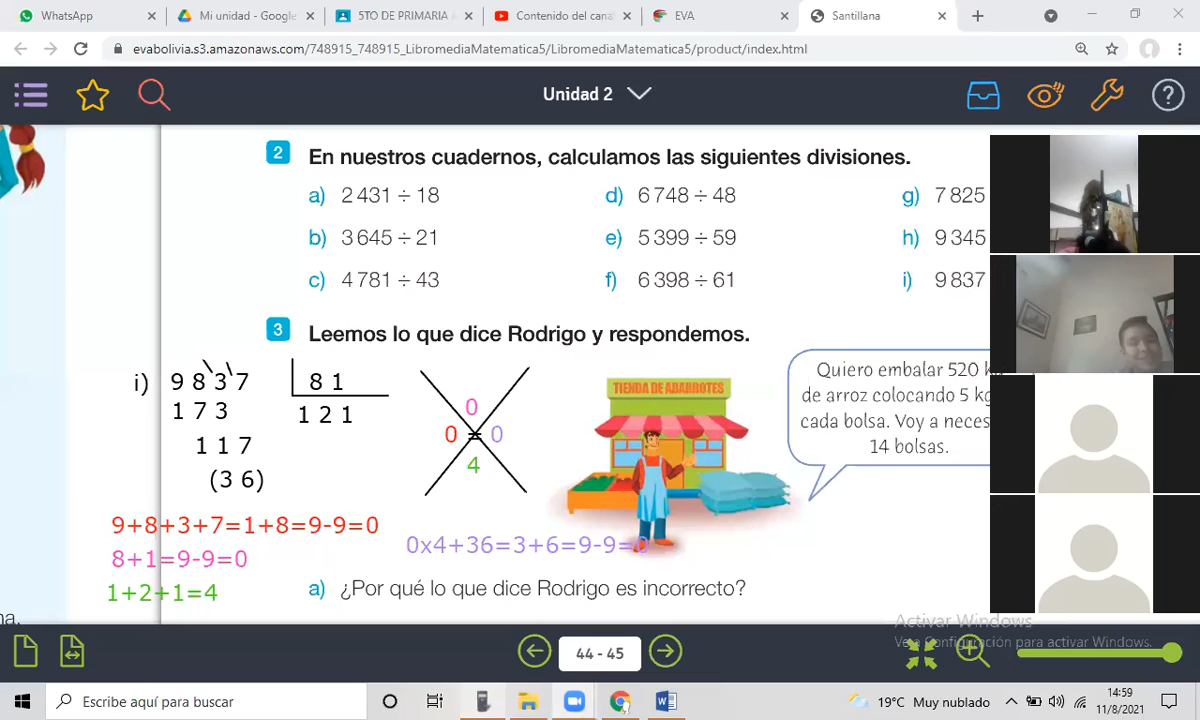 WhatsApp
Mi unidad - Google
5TO DE PRIMARIA A
Contenido del cana
EVA
Santillana
evabolivia.s3.amazonaws.com/748915_748915_LibromediaMatematica5/LibromediaMatematica5/product/index.html
Unidad 2
2 En nuestros cuadernos, calculamos las siguientes divisiones.
a) 2 431 ÷ 18 d) 6 748 ÷ 48 g) 7 825
b) 3 645 ÷ 21 e) 5 399 ÷ 59 h) 9 345
c) 4 781 ÷ 43 f) 6 398 ÷ 61 i) 9 837
3 Leemos lo que dice Rodrigo y respondemos.
i) 9 8 3 7 8 1
1 7 3 1 2 1
1 1 7
(3 6)
0
0 = 0
4
TIENDA DE ABARROTES
Quiero embalar 520 k
de arroz colocando 5 kg
cada bolsa. Voy a neces
14 bolsas.
9+8+3+7=1+8=9-9=0
8+1=9-9=0
1+2+1=4
0x4+36=3+6=9-9=0
a) ¿Por qué lo que dice Rodrigo es incorrecto?
na.
Activar Windows
Ve a Configuración para activar Windows.
44 - 45
Escribe aquí para buscar
19°C Muy nublado
14:59
11/8/2021